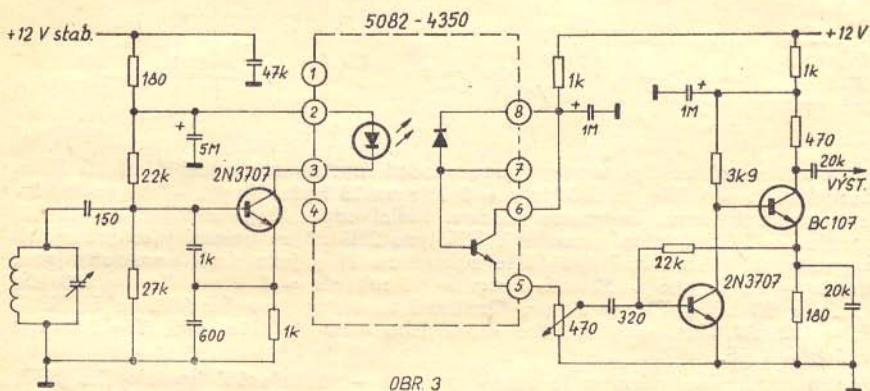 5082 - 4350
+12 V stab.
+12 V
47k
180
1
1k
1k
2
8
+
1M
+
1M
+
5M
470
20k
VÝST.
22k
2N3707
3
7
3k9
4
6
BC107
150
1k
22k
2N3707
20k
27k
5
600
1k
470
320
180
OBR. 3